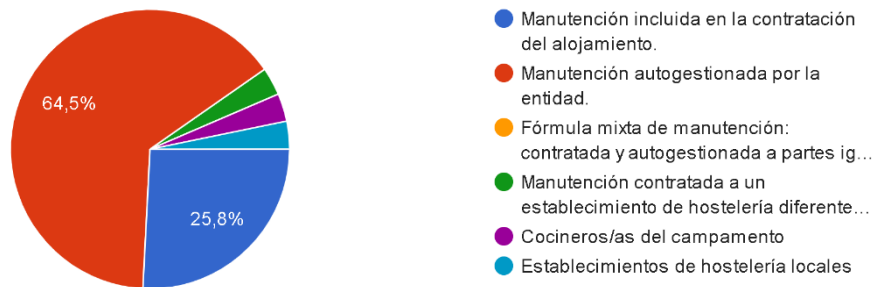 64,5%
25,8%
Manutención incluida en la contratación
del alojamiento.
Manutención autogestionada por la
entidad.
Fórmula mixta de manutención:
contratada y autogestionada a partes ig...
Manutención contratada a un
establecimiento de hostelería diferente...
Cocineros/as del campamento
Establecimientos de hostelería locales